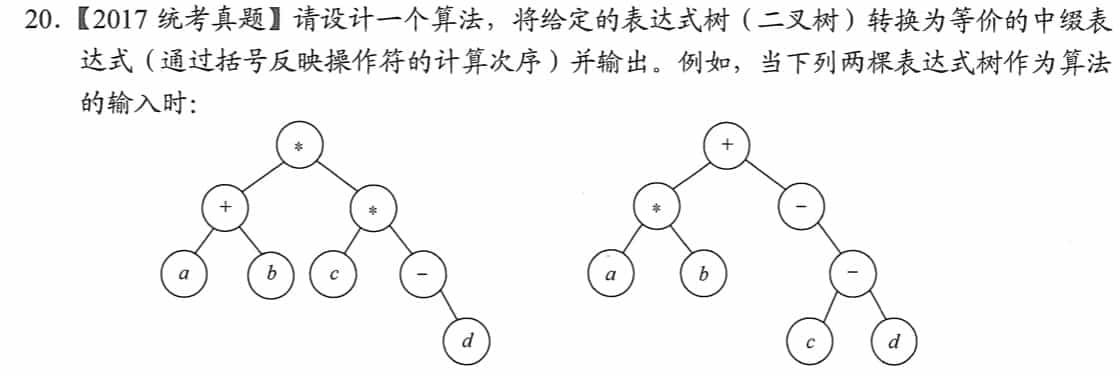 20.【2017 统考真题】请设计一个算法，将给定的表达式树（二叉树）转换为等价的中缀表
达式（通过括号反映操作符的计算次序）并输出。例如，当下列两棵表达式树作为算法
的输入时：
* +
+ * * −
a b c − a b −
d c d